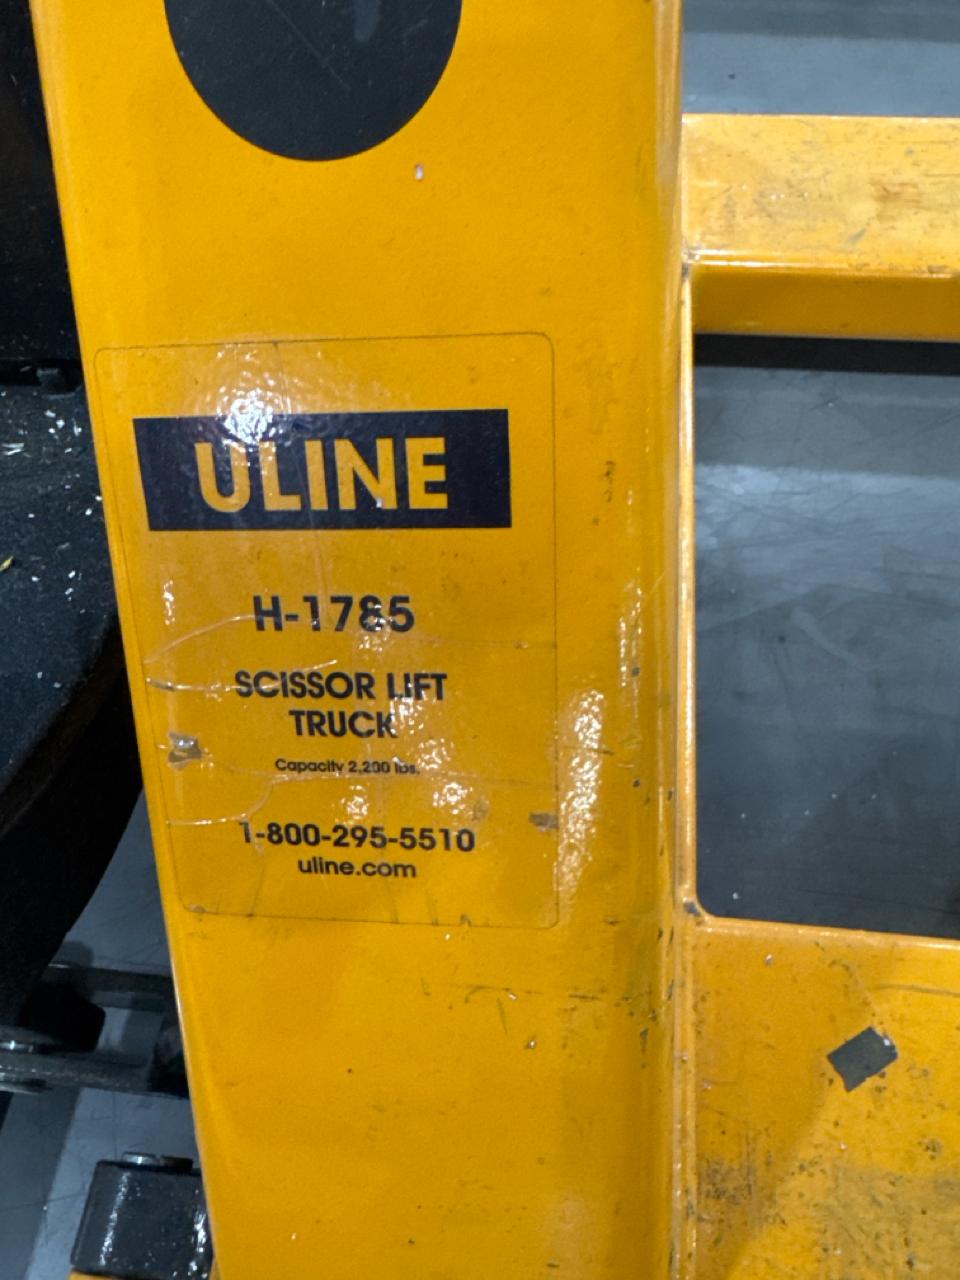 ULINE
H-1785
SCISSOR LIFT
TRUCK
Capacity 2,200 lbs.
1-800-295-5510
uline.com